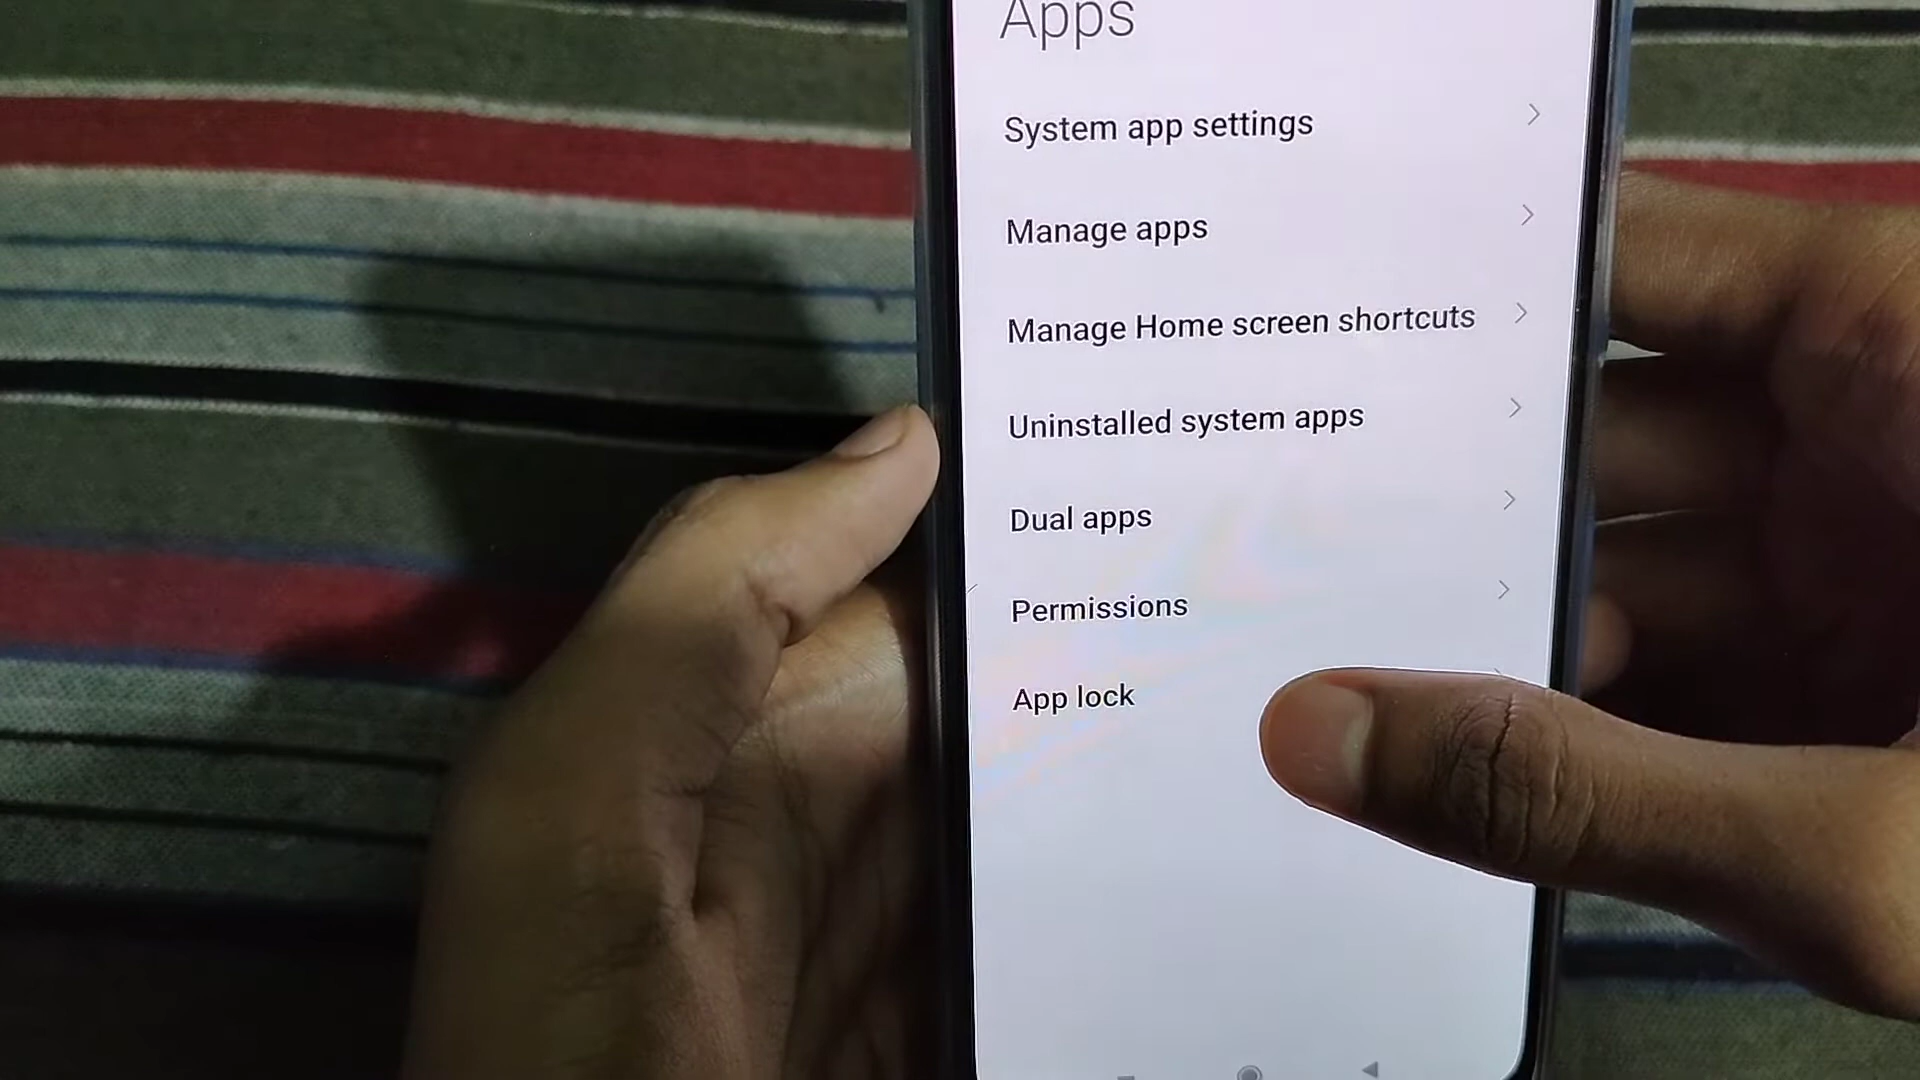 Apps
System app settings
Manage apps
Manage Home screen shortcuts
Uninstalled system apps
Dual apps
Permissions
App lock